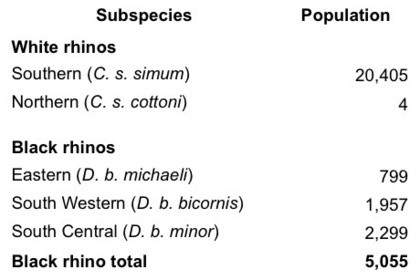 Subspecies Population
White rhinos
Southern (C. s. simum) 20,405
Northern (C. s. cottoni) 4
Black rhinos
Eastern (D. b. michaeli) 799
South Western (D. b. bicornis) 1,957
South Central (D. b. minor) 2,299
Black rhino total 5,055